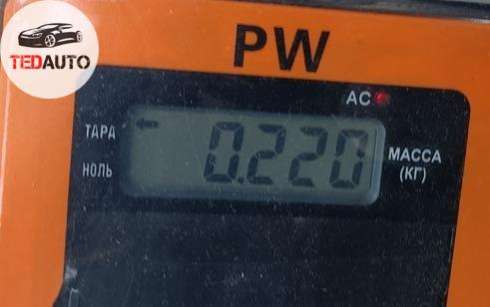 TEDAUTO
PW
AC
ТАРА
0.220
МАССА
(КГ)
НОЛЬ